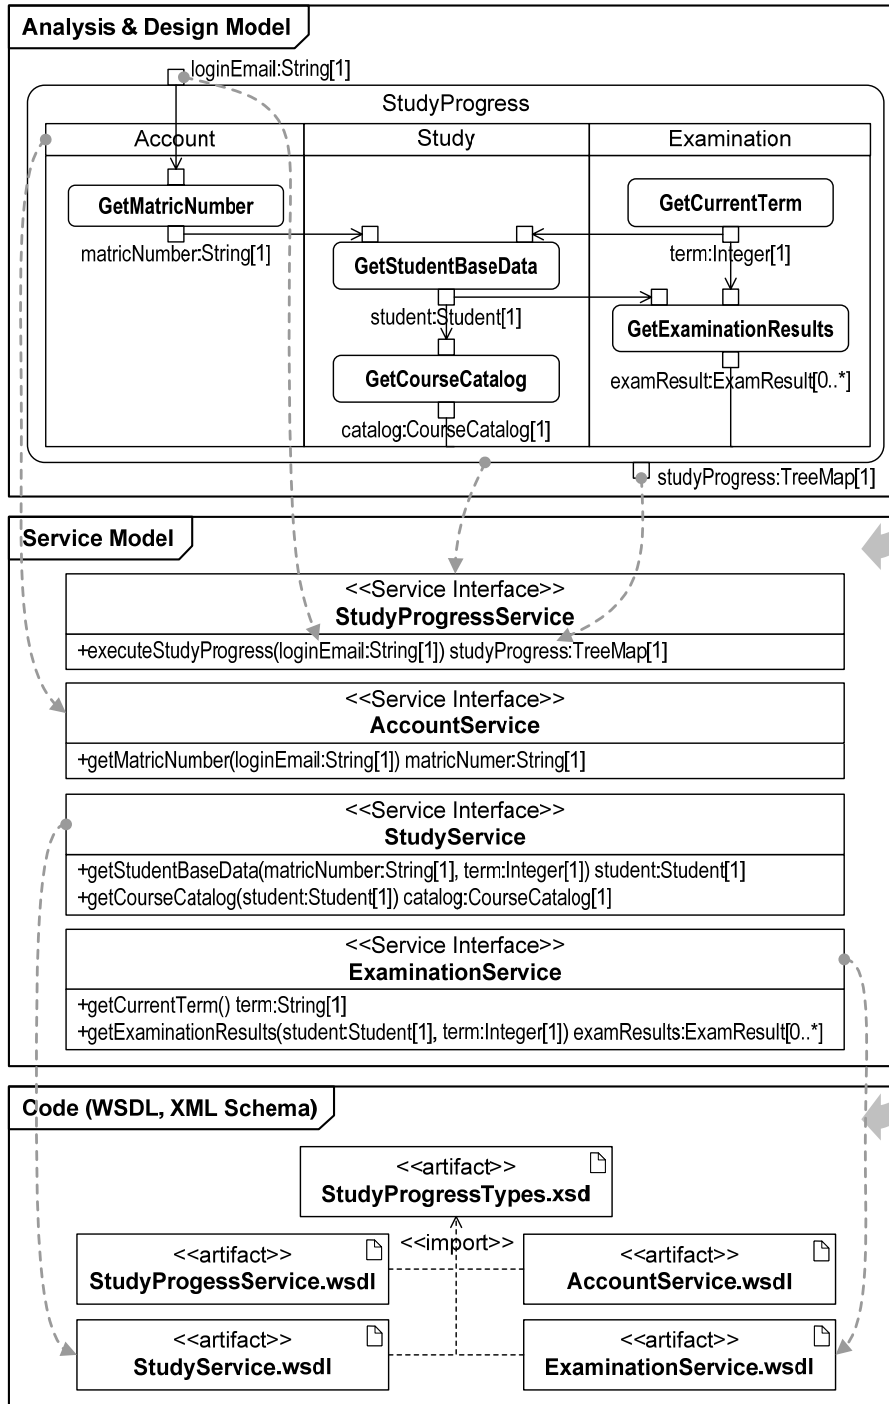 Analysis & Design Model
loginEmail:String[1]
StudyProgress
Account
Study
Examination
GetMatricNumber
GetCurrentTerm
matricNumber:String[1]
GetStudentBaseData
term:Integer[1]
student:Student[1]
GetExaminationResults
GetCourseCatalog
examResult:ExamResult[0..*]
catalog:CourseCatalog[1]
studyProgress:TreeMap[1]
Service Model
<<Service Interface>>
StudyProgressService
+executeStudyProgress(loginEmail:String[1]) studyProgress:TreeMap[1]
<<Service Interface>>
AccountService
+getMatricNumber(loginEmail:String[1]) matricNumer:String[1]
<<Service Interface>>
StudyService
+getStudentBaseData(matricNumber:String[1], term:Integer[1]) student:Student[1]
+getCourseCatalog(student:Student[1]) catalog:CourseCatalog[1]
<<Service Interface>>
ExaminationService
+getCurrentTerm() term:String[1]
+getExaminationResults(student:Student[1], term:Integer[1]) examResults:ExamResult[0..*]
Code (WSDL, XML Schema)
<<artifact>>
StudyProgressTypes.xsd
<<import>>
<<artifact>>
StudyProgessService.wsdl
<<artifact>>
AccountService.wsdl
<<artifact>>
StudyService.wsdl
<<artifact>>
ExaminationService.wsdl